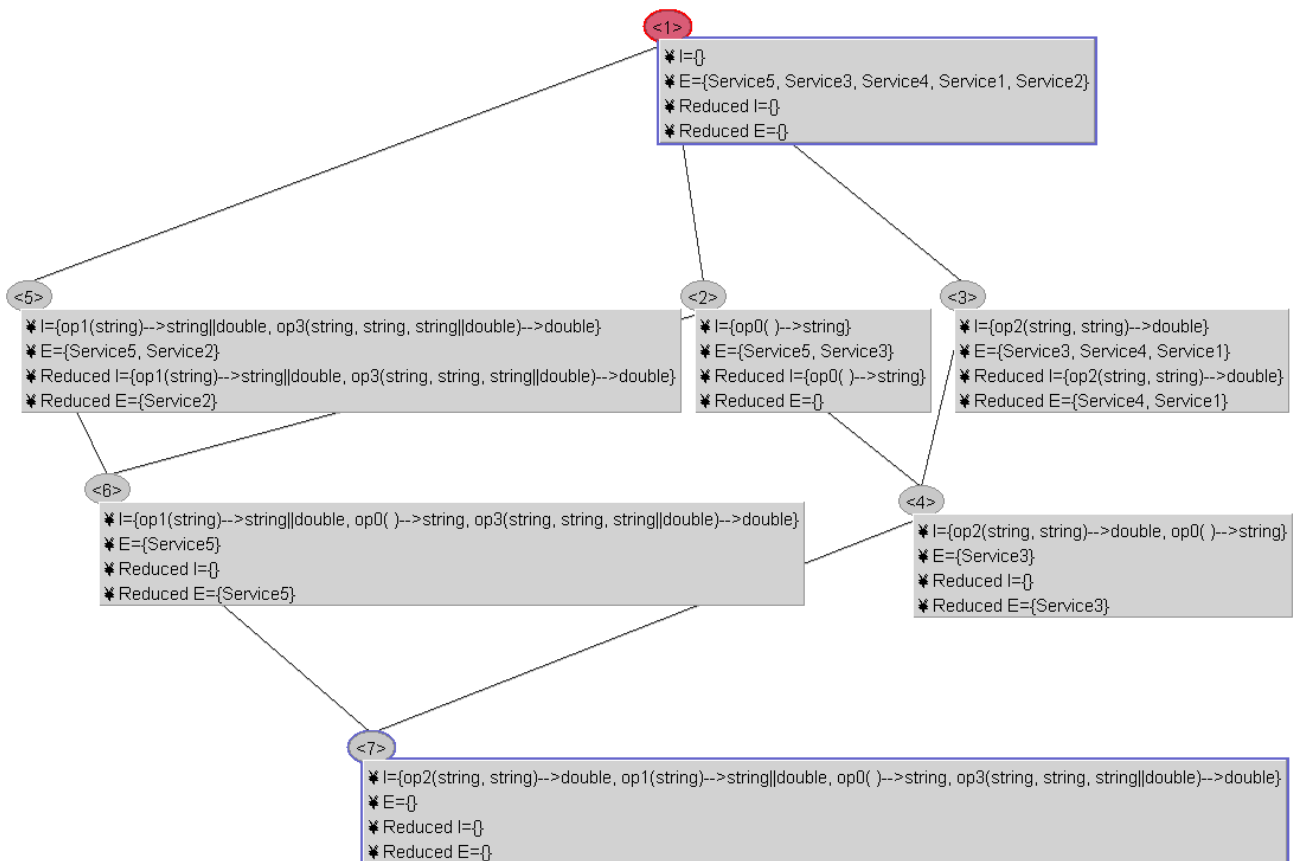 <1>
¥ I={}
¥ E={Service5, Service3, Service4, Service1, Service2}
¥ Reduced I={}
¥ Reduced E={}
<5>
¥ I={op1(string)-->string||double, op3(string, string, string||double)-->double}
¥ E={Service5, Service2}
¥ Reduced I={op1(string)-->string||double, op3(string, string, string||double)-->double}
¥ Reduced E={Service2}
<2>
¥ I={op0( )-->string}
¥ E={Service5, Service3}
¥ Reduced I={op0( )-->string}
¥ Reduced E={}
<3>
¥ I={op2(string, string)-->double}
¥ E={Service3, Service4, Service1}
¥ Reduced I={op2(string, string)-->double}
¥ Reduced E={Service4, Service1}
<6>
¥ I={op1(string)-->string||double, op0( )-->string, op3(string, string, string||double)-->double}
¥ E={Service5}
¥ Reduced I={}
¥ Reduced E={Service5}
<4>
¥ I={op2(string, string)-->double, op0( )-->string}
¥ E={Service3}
¥ Reduced I={}
¥ Reduced E={Service3}
<7>
¥ I={op2(string, string)-->double, op1(string)-->string||double, op0( )-->string, op3(string, string, string||double)-->double}
¥ E={}
¥ Reduced I={}
¥ Reduced E={}